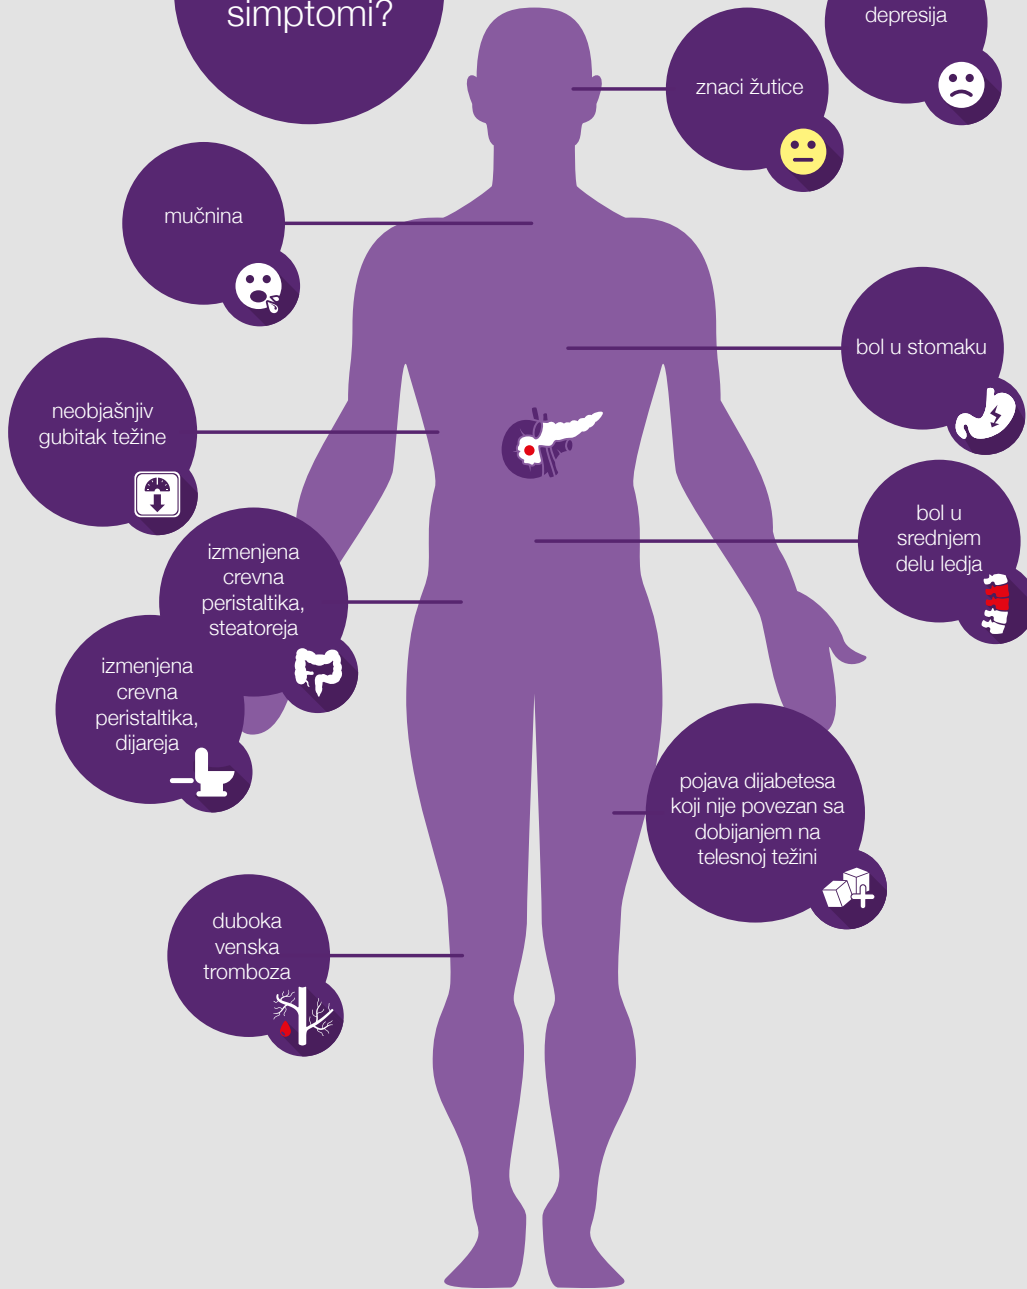 simptomi?
depresija
znaci žutice
mučnina
bol u stomaku
neobjašnjiv
gubitak težine
bol u
srednjem
delu ledja
izmenjena
crevna
peristaltika,
steatoreja
izmenjena
crevna
peristaltika,
dijareja
pojava dijabetesa
koji nije povezan sa
dobijanjem na
telesnoj težini
duboka
venska
tromboza